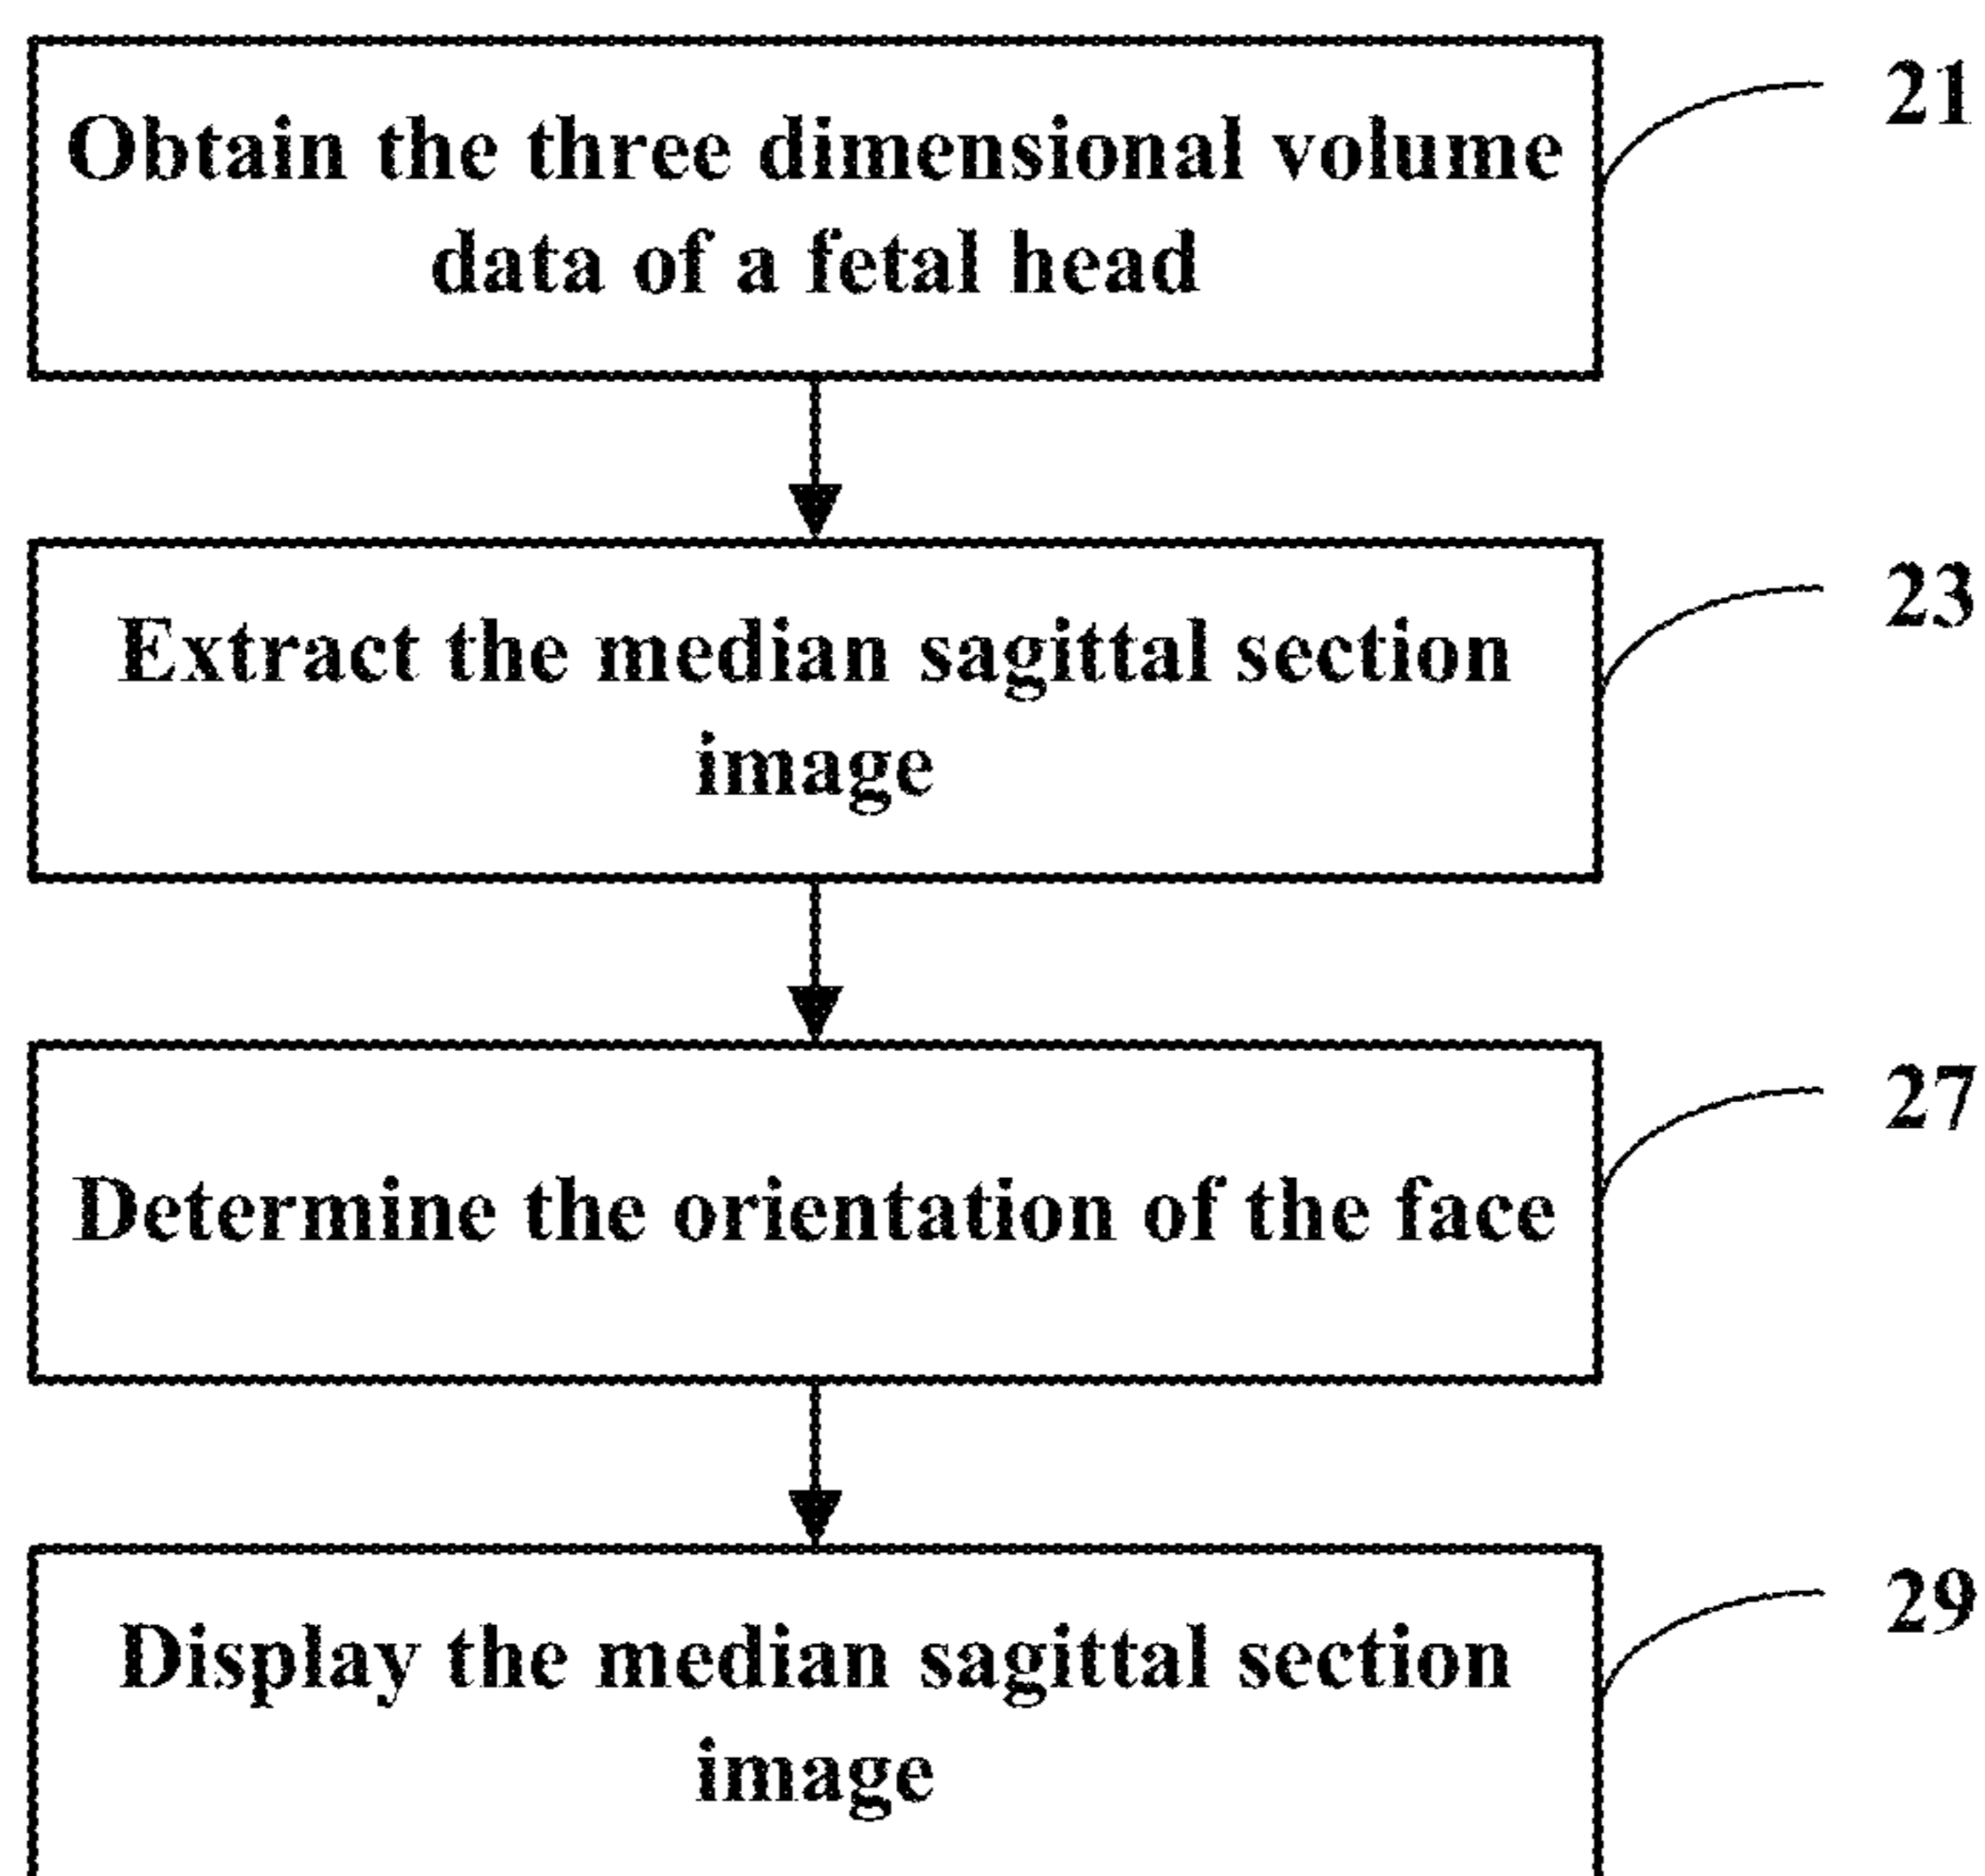 Obtain the three dimensional volume
data of a fetal head
21
Extract the median sagittal section
image
23
Determine the orientation of the face
27
Display the median sagittal section
image
29